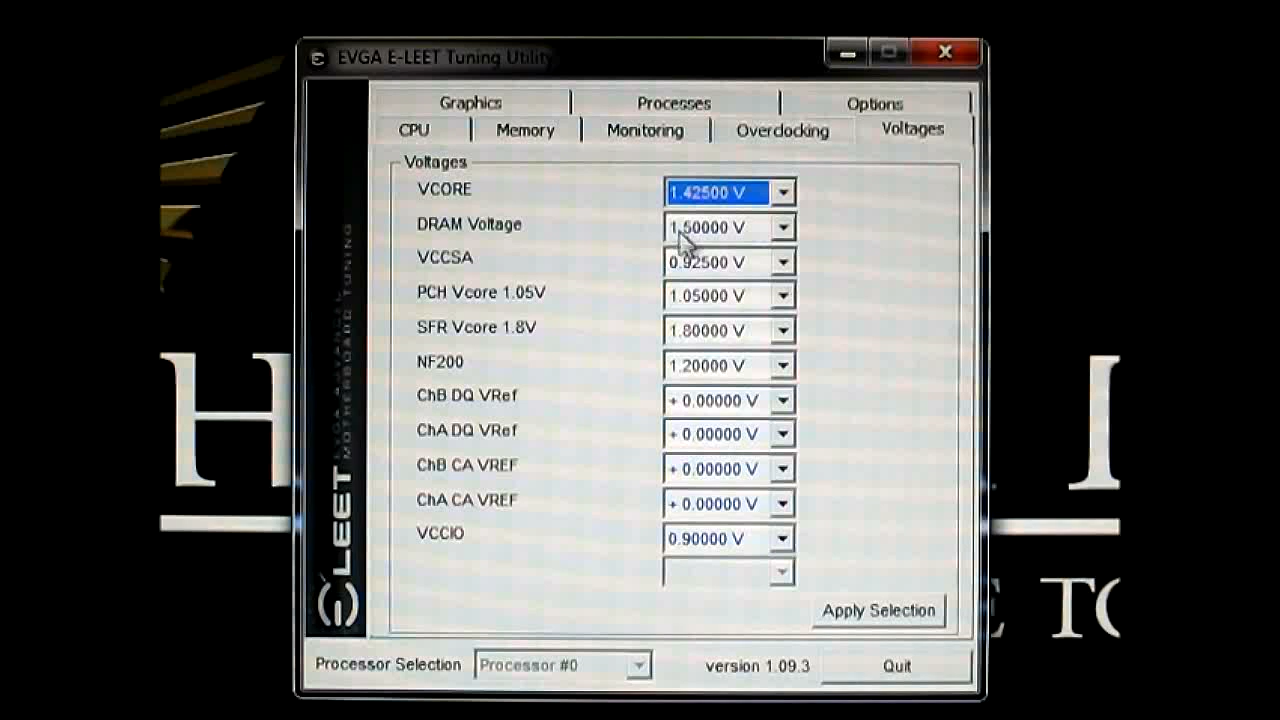 EVGA E-LEET Tuning Utility
Graphics Processes Options
CPU Memory Monitoring Overclocking Voltages
Voltages
VCORE 1.42500 V
DRAM Voltage 1.50000 V
VCCSA 0.92500 V
PCH Vcore 1.05V 1.05000 V
SFR Vcore 1.8V 1.80000 V
NF200 1.20000 V
ChB DQ VRef + 0.00000 V
ChA DQ VRef + 0.00000 V
ChB CA VREF + 0.00000 V
ChA CA VREF + 0.00000 V
VCCIO 0.90000 V
Apply Selection
Processor Selection Processor #0 version 1.09.3 Quit
LEET
MOTHERBOARD TUNING
H